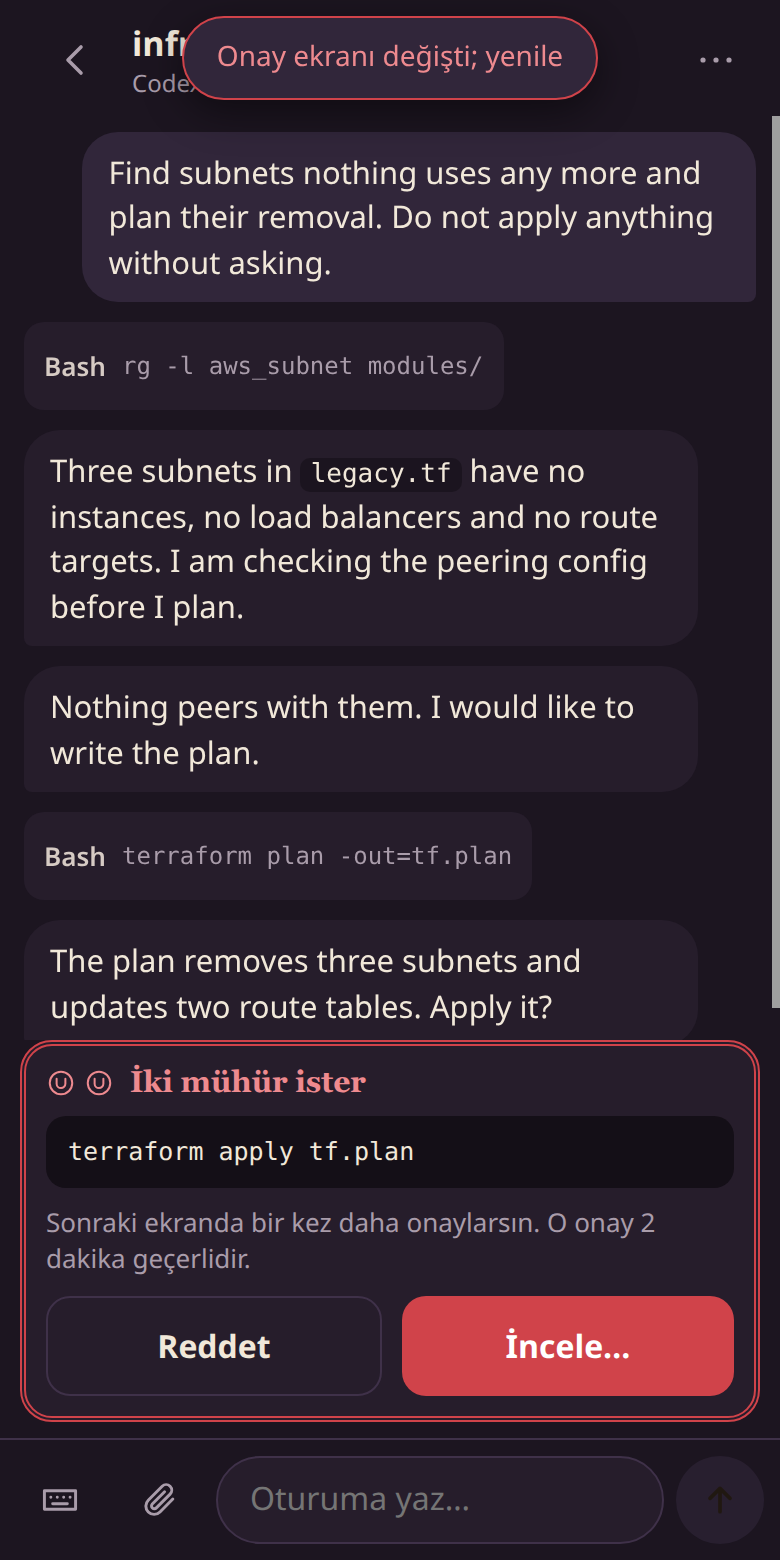 Onay ekranı değişti; yenile
Find subnets nothing uses any more and
plan their removal. Do not apply anything
without asking.
Bash rg -l aws_subnet modules/
Three subnets in legacy.tf have no
instances, no load balancers and no route
targets. I am checking the peering config
before I plan.
Nothing peers with them. I would like to
write the plan.
Bash terraform plan -out=tf.plan
The plan removes three subnets and
updates two route tables. Apply it?
İki mühür ister
terraform apply tf.plan
Sonraki ekranda bir kez daha onaylarsın. O onay 2
dakika geçerlidir.
Reddet
İncele...
Oturuma yaz...